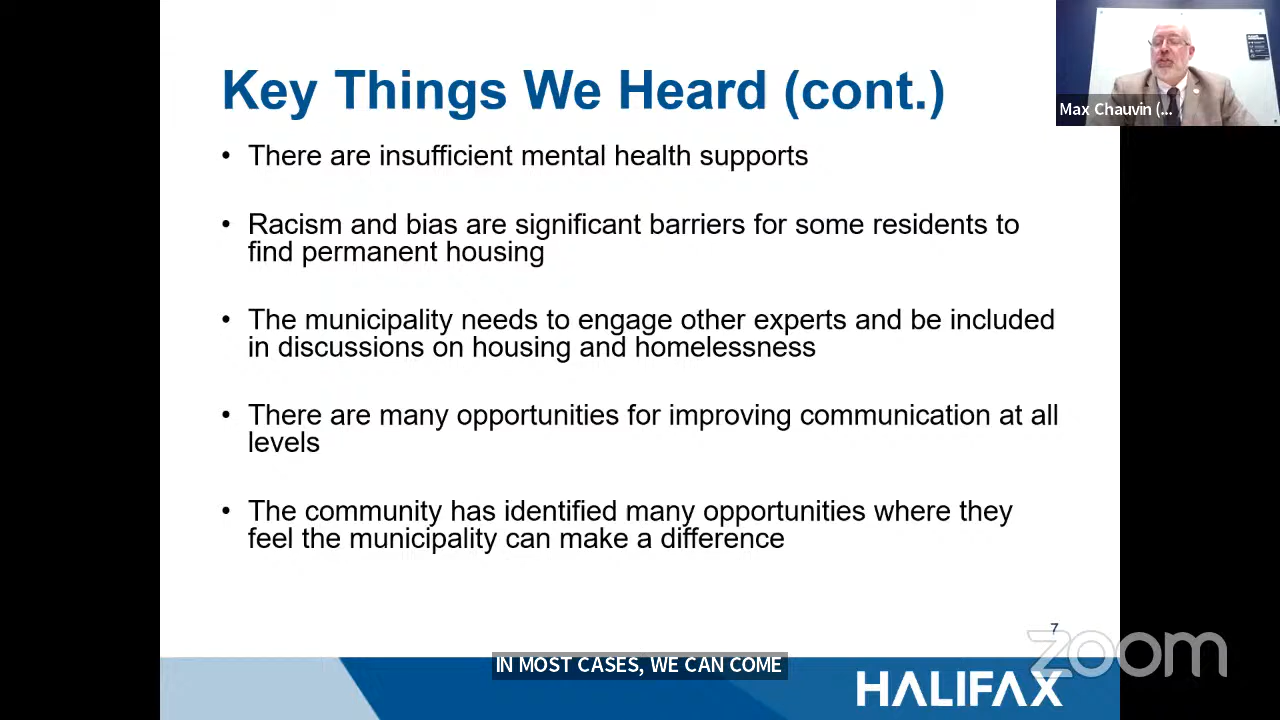 Key Things We Heard (cont.)
Max Chauvin (...
• There are insufficient mental health supports
• Racism and bias are significant barriers for some residents to
find permanent housing
• The municipality needs to engage other experts and be included
in discussions on housing and homelessness
• There are many opportunities for improving communication at all
levels
• The community has identified many opportunities where they
feel the municipality can make a difference
7
zoom
IN MOST CASES, WE CAN COME
HALIFAX